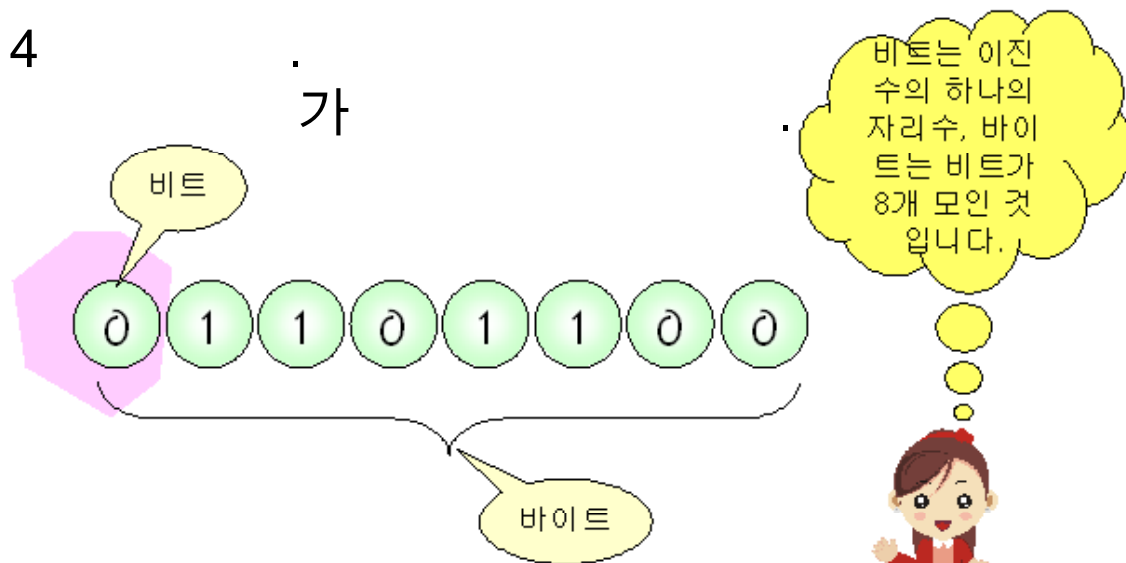 4 .
가 .
비트는 이진
수의 하나의
자리수, 바이
트는 비트가
8개 모인 것
입니다.
비트
0 1 1 0 1 1 0 0
바이트